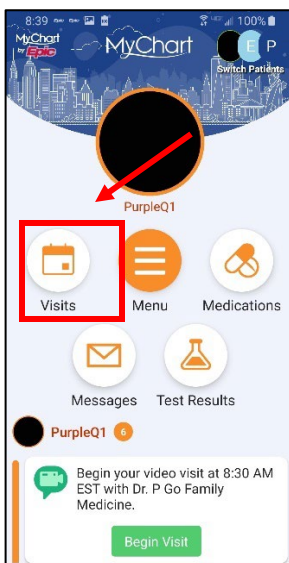 8:39
100%
MyChart
by Epic
MyChart
E P
Switch Patients
PurpleQ1
Visits
Menu
Medications
Messages
Test Results
PurpleQ1 6
Begin your video visit at 8:30 AM
EST with Dr. P Go Family
Medicine.
Begin Visit